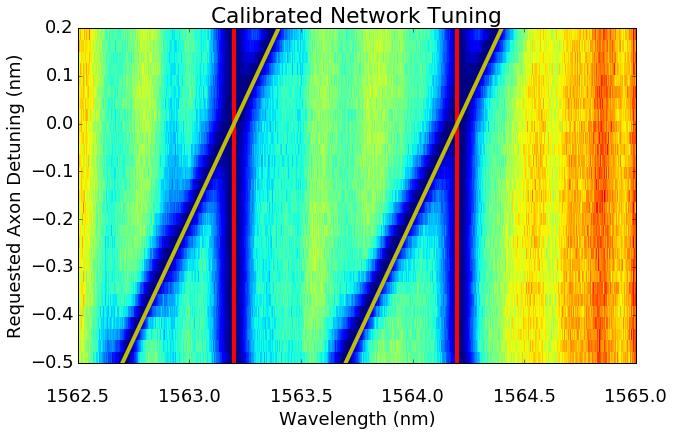 Calibrated Network Tuning
Requested Axon Detuning (nm)
0.2
0.1
0.0
−0.1
−0.2
−0.3
−0.4
−0.5
1562.5 1563.0 1563.5 1564.0 1564.5 1565.0
Wavelength (nm)